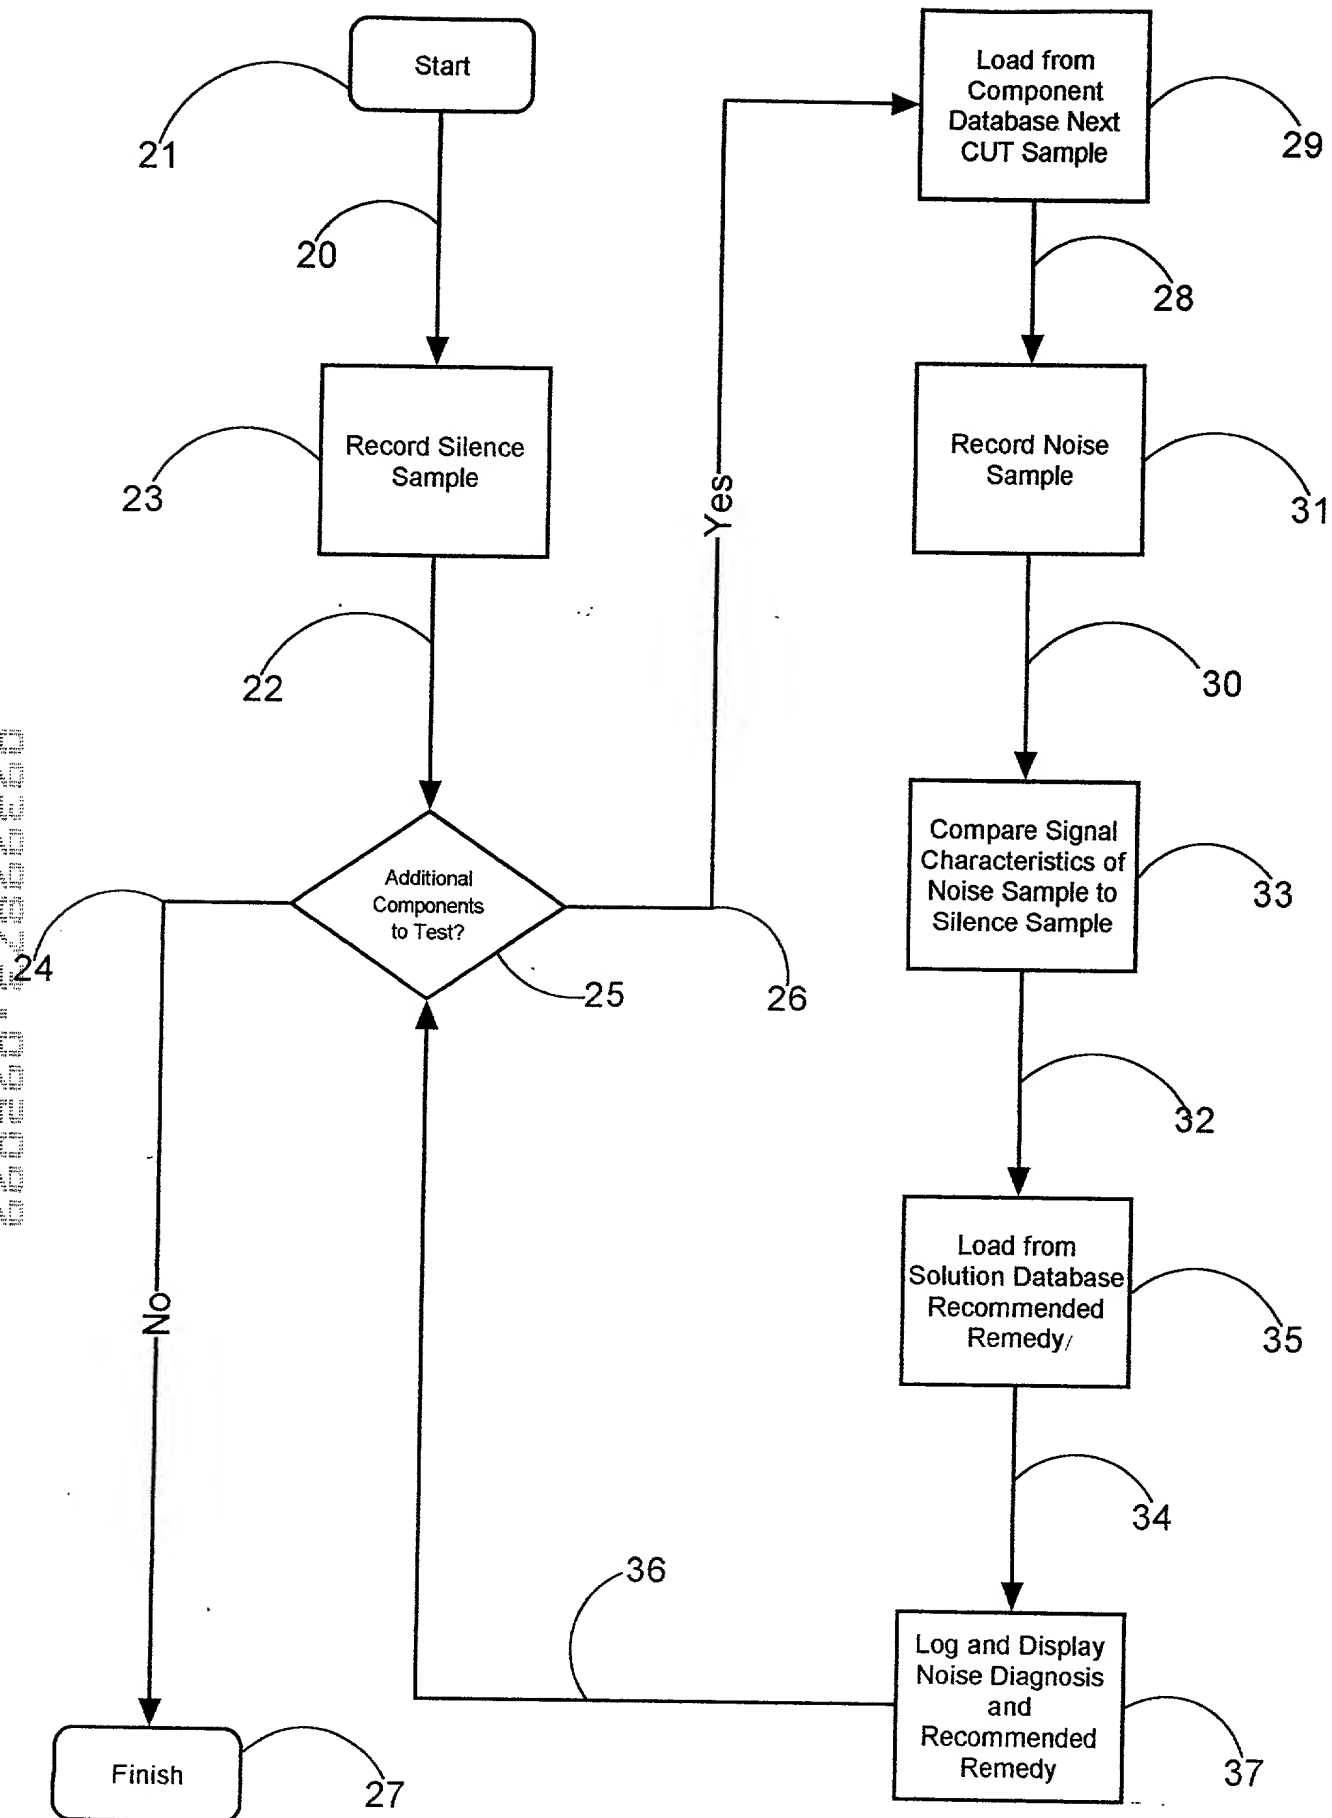 Start
21
20
Record Silence
Sample
23
22
Additional
Components
to Test?
24
25
26
Yes
No
Finish
27
Load from
Component
Database Next
CUT Sample
29
28
Record Noise
Sample
31
30
Compare Signal
Characteristics of
Noise Sample to
Silence Sample
33
32
Load from
Solution Database
Recommended
Remedy/
35
34
Log and Display
Noise Diagnosis
and
Recommended
Remedy
37
36